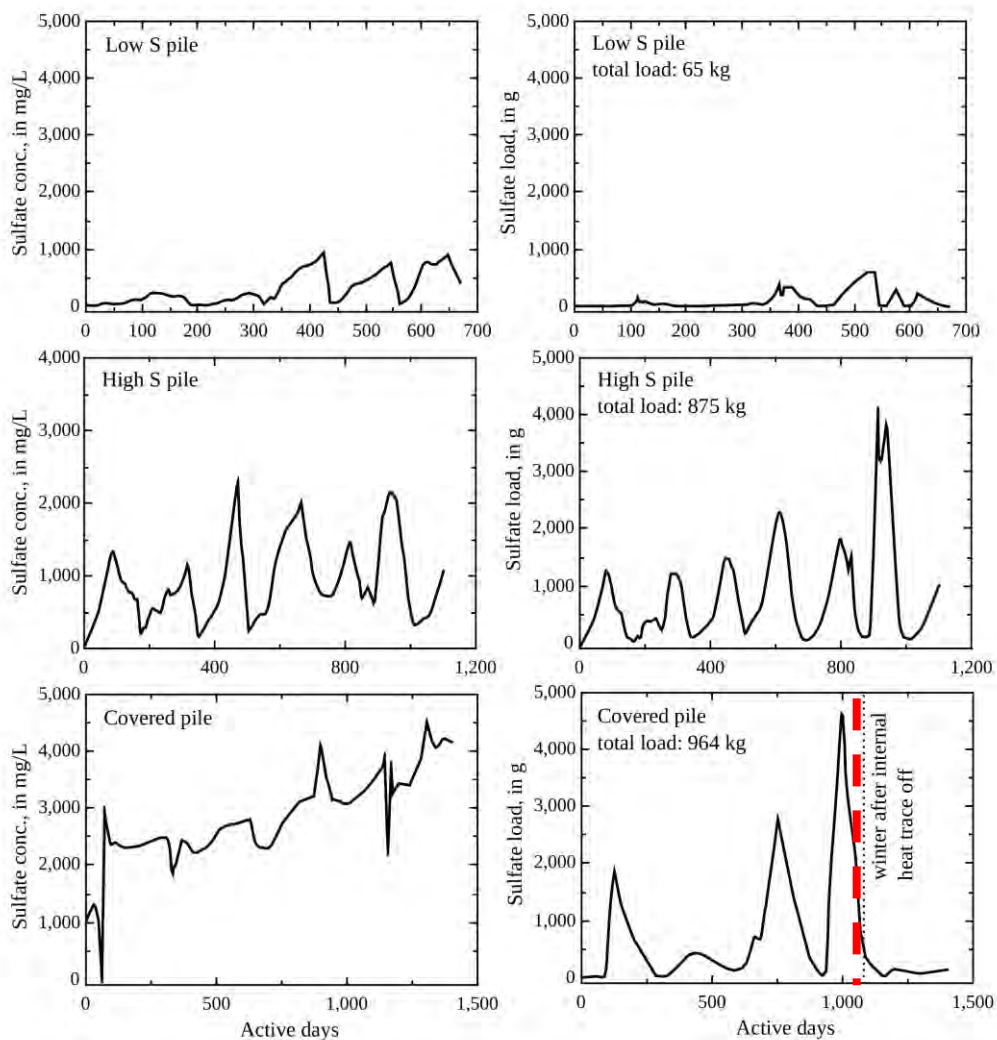 5,000
4,000
3,000
2,000
1,000
0
Sulfate conc., in mg/L
Low S pile
0 100 200 300 400 500 600 700
5,000
4,000
3,000
2,000
1,000
0
Sulfate load, in g
Low S pile
total load: 65 kg
0 100 200 300 400 500 600 700
4,000
3,000
2,000
1,000
0
Sulfate conc., in mg/L
High S pile
0 400 800 1,200
5,000
4,000
3,000
2,000
1,000
0
Sulfate load, in g
High S pile
total load: 875 kg
0 400 800 1,200
5,000
4,000
3,000
2,000
1,000
0
Sulfate conc., in mg/L
Covered pile
0 500 1,000 1,500
Active days
5,000
4,000
3,000
2,000
1,000
0
Sulfate load, in g
Covered pile
total load: 964 kg
winter after internal
heat trace off
0 500 1,000 1,500
Active days